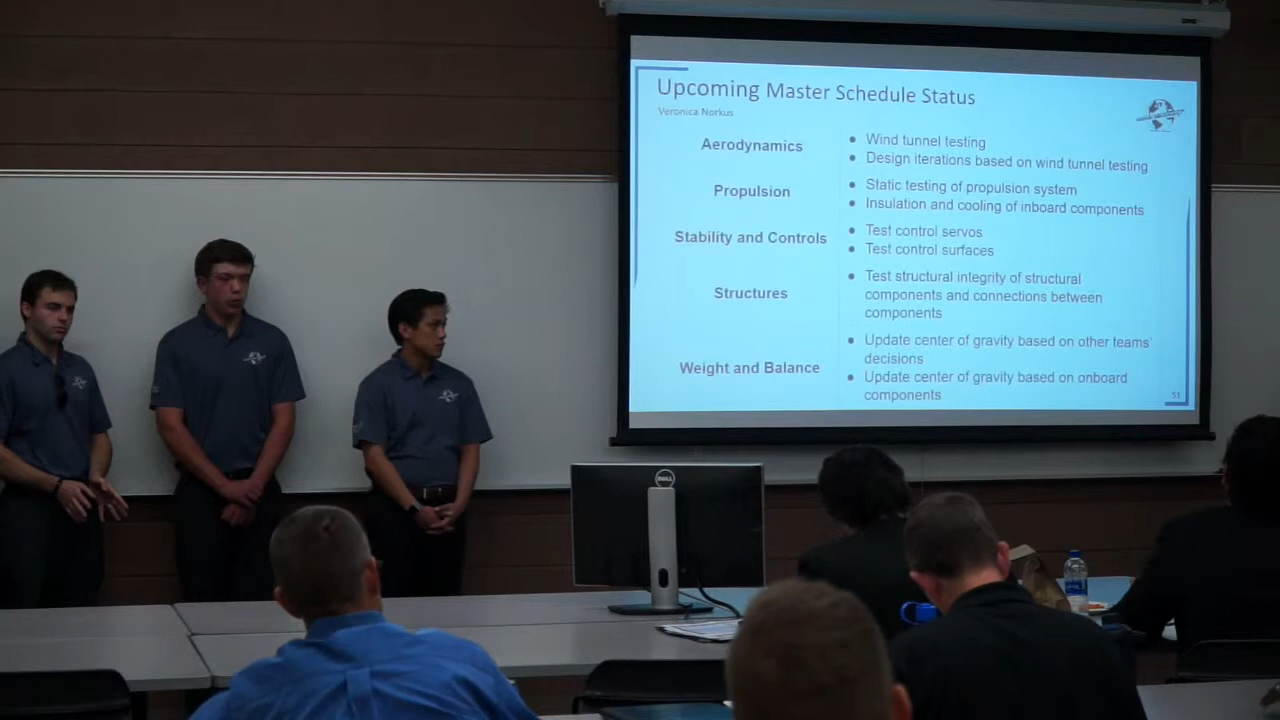 Upcoming Master Schedule Status
Veronica Norkus
Aerodynamics
• Wind tunnel testing
• Design iterations based on wind tunnel testing
Propulsion
• Static testing of propulsion system
• Insulation and cooling of inboard components
Stability and Controls
• Test control servos
• Test control surfaces
Structures
• Test structural integrity of structural
components and connections between
components
Weight and Balance
• Update center of gravity based on other teams'
decisions
• Update center of gravity based on onboard
components
51
DELL